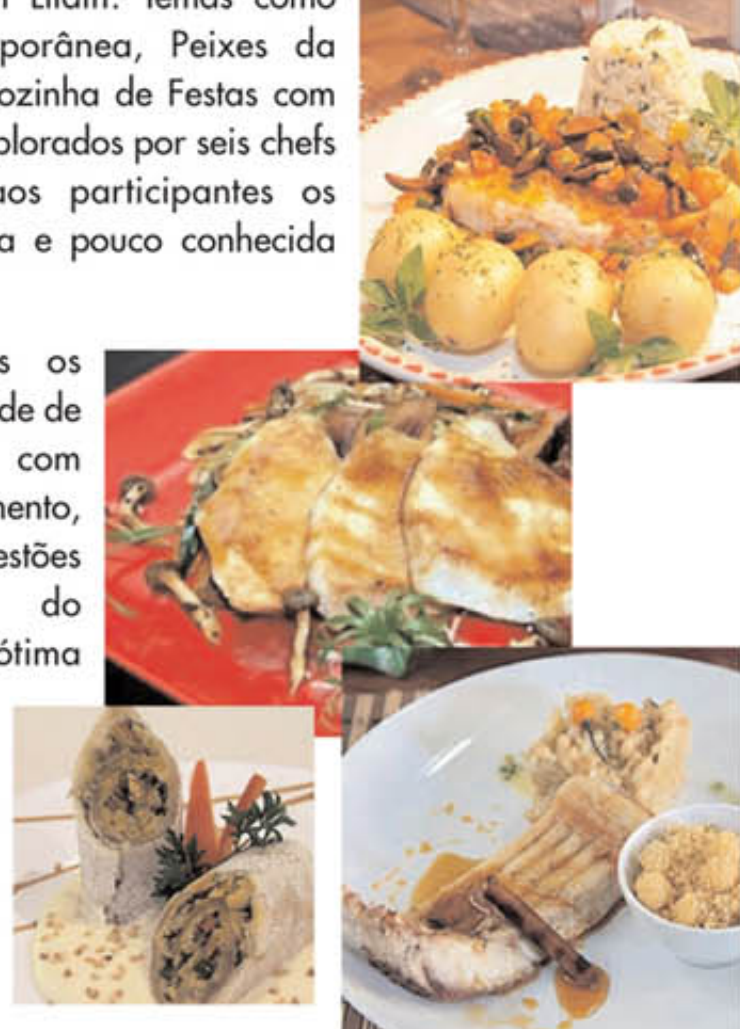 Temas como
porânea, Peixes da
ozinha de Festas com
plorados por seis chefs
aos participantes os
a e pouco conhecida
s os
de de
com
mento,
estões
do
ótima